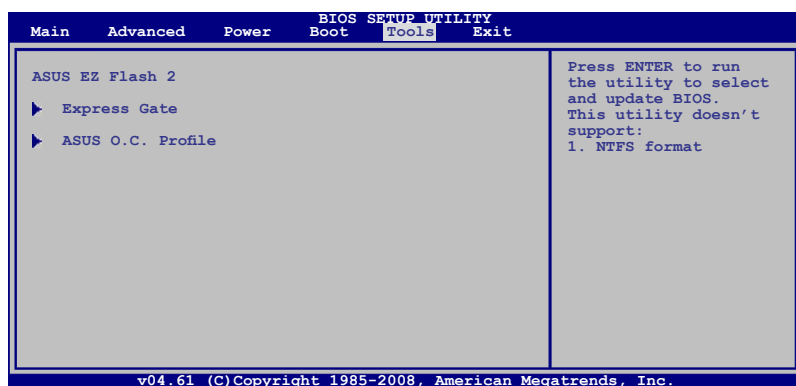 BIOS SETUP UTILITY
Main Advanced Power Boot Tools Exit
ASUS EZ Flash 2
Express Gate
ASUS O.C. Profile
Press ENTER to run
the utility to select
and update BIOS.
This utility doesn't
support:
1. NTFS format
v04.61 (C)Copyright 1985-2008, American Megatrends, Inc.